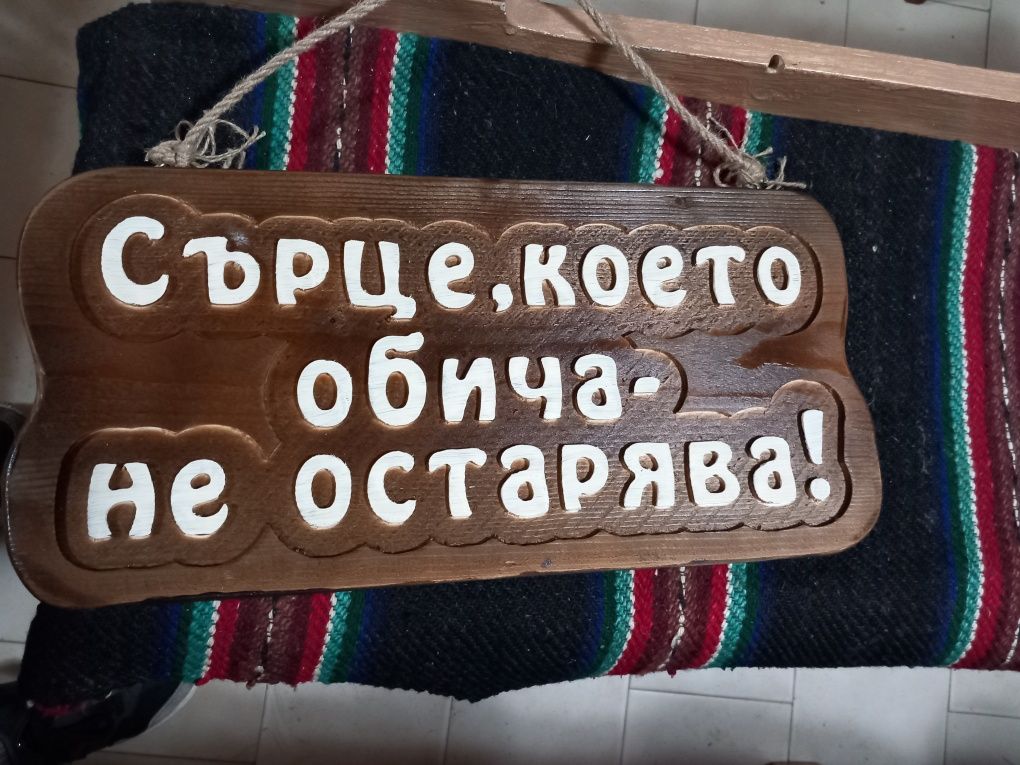 Сърце,което
обича-
не остарява!